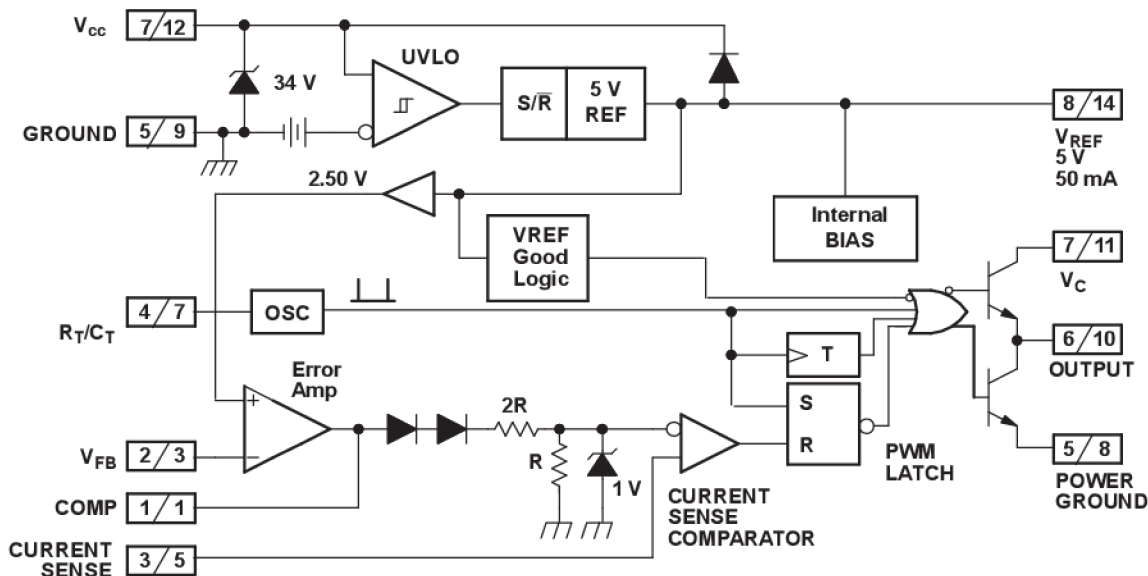 Vcc
7/12
UVLO
34 V
S/R̅
5 V
REF
8/14
VREF
5 V
50 mA
GROUND
5/9
2.50 V
VREF
Good
Logic
Internal
BIAS
7/11
VC
4/7
RT/CT
OSC
T
6/10
OUTPUT
Error
Amp
+
−
2R
R
1 V
S
R
PWM
LATCH
VFB
2/3
5/8
POWER
GROUND
COMP
1/1
CURRENT
SENSE
COMPARATOR
CURRENT
SENSE
3/5